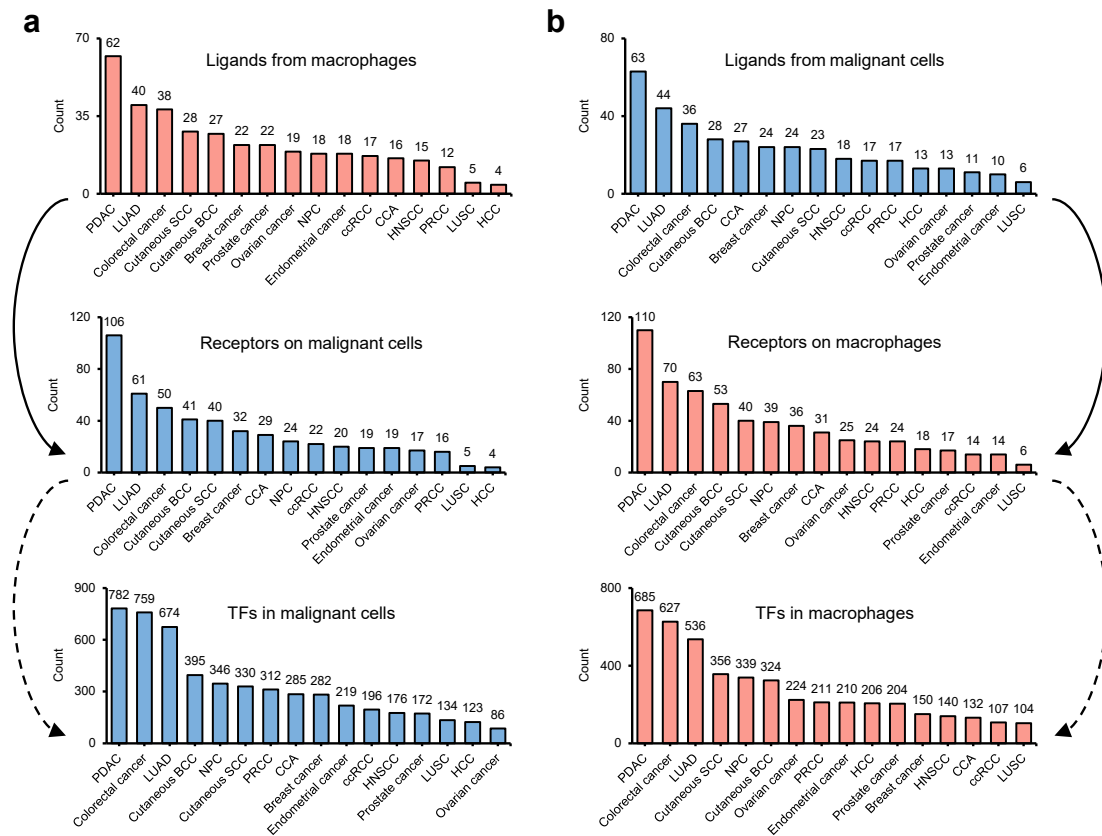 a
Ligands from macrophages
Count
70
35
0
62
40
38
28
27
22
22
19
18
18
17
16
15
12
5
4
PDAC
LUAD
Colorectal cancer
Cutaneous SCC
Cutaneous BCC
Breast cancer
Prostate cancer
Ovarian cancer
NPC
Endometrial cancer
ccRCC
CCA
HNSCC
PRCC
LUSC
HCC
Receptors on malignant cells
Count
120
80
40
0
106
61
50
41
40
32
29
24
22
20
19
19
17
16
5
4
PDAC
LUAD
Colorectal cancer
Cutaneous BCC
Cutaneous SCC
Breast cancer
CCA
NPC
ccRCC
HNSCC
Prostate cancer
Endometrial cancer
Ovarian cancer
PRCC
LUSC
HCC
TFs in malignant cells
Count
900
600
300
0
782
759
674
395
346
330
312
285
282
219
196
176
172
134
123
86
PDAC
Colorectal cancer
LUAD
Cutaneous BCC
NPC
Cutaneous SCC
PRCC
CCA
Breast cancer
Endometrial cancer
ccRCC
HNSCC
Prostate cancer
LUSC
HCC
Ovarian cancer
b
Ligands from malignant cells
Count
80
40
0
63
44
36
28
27
24
24
23
18
17
17
13
13
11
10
6
PDAC
LUAD
Colorectal cancer
Cutaneous BCC
CCA
Breast cancer
NPC
Cutaneous SCC
HNSCC
ccRCC
PRCC
HCC
Ovarian cancer
Prostate cancer
Endometrial cancer
LUSC
Receptors on macrophages
Count
120
80
40
0
110
70
63
53
40
39
36
31
25
24
24
18
17
14
14
6
PDAC
LUAD
Colorectal cancer
Cutaneous BCC
Cutaneous SCC
NPC
Breast cancer
CCA
Ovarian cancer
HNSCC
PRCC
HCC
Prostate cancer
ccRCC
Endometrial cancer
LUSC
TFs in macrophages
Count
800
400
0
685
627
536
356
339
324
224
211
210
206
204
150
140
132
107
104
PDAC
Colorectal cancer
LUAD
Cutaneous SCC
NPC
Cutaneous BCC
Ovarian cancer
PRCC
Endometrial cancer
HCC
Prostate cancer
Breast cancer
HNSCC
CCA
ccRCC
LUSC